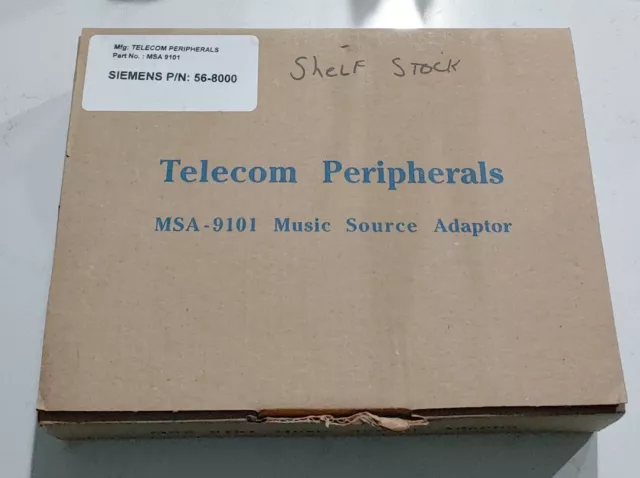 Mfg: TELECOM PERIPHERALS
Part No. : MSA 9101
SIEMENS P/N: 56-8000
SHELF STOCK
Telecom Peripherals
MSA-9101 Music Source Adaptor
Adaptor